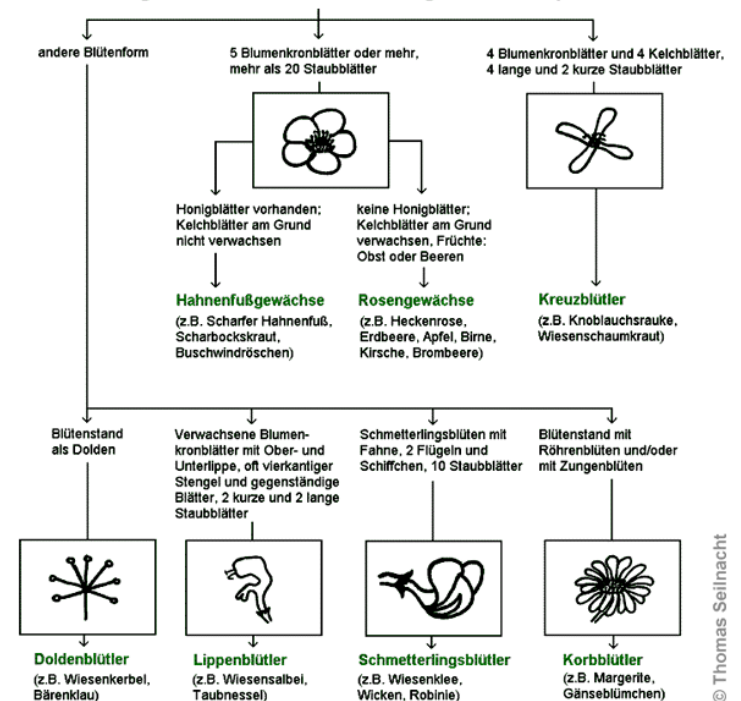 andere Blütenform
5 Blumenkronblätter oder mehr,
mehr als 20 Staubblätter
4 Blumenkronblätter und 4 Kelchblätter,
4 lange und 2 kurze Staubblätter
Honigblätter vorhanden;
Kelchblätter am Grund
nicht verwachsen
keine Honigblätter;
Kelchblätter am Grund
verwachsen, Früchte:
Obst oder Beeren
Hahnenfußgewächse
(z.B. Scharfer Hahnenfuß,
Scharbockskraut,
Buschwindröschen)
Rosengewächse
(z.B. Heckenrose,
Erdbeere, Apfel, Birne,
Kirsche, Brombeere)
Kreuzblütler
(z.B. Knoblauchsrauke,
Wiesenschaumkraut)
Blütenstand
als Dolden
Verwachsene Blumen-
kronblätter mit Ober- und
Unterlippe, oft vierkantiger
Stengel und gegenständige
Blätter, 2 kurze und 2 lange
Staubblätter
Schmetterlingsblüten mit
Fahne, 2 Flügeln und
Schiffchen, 10 Staubblätter
Blütenstand mit
Röhrenblüten und/oder
mit Zungenblüten
Doldenblütler
(z.B. Wiesenkerbel,
Bärenklau)
Lippenblütler
(z.B. Wiesensalbei,
Taubnessel)
Schmetterlingsblütler
(z.B. Wiesenklee,
Wicken, Robinie)
Korbblütler
(z.B. Margerite,
Gänseblümchen)
© Thomas Seilnacht